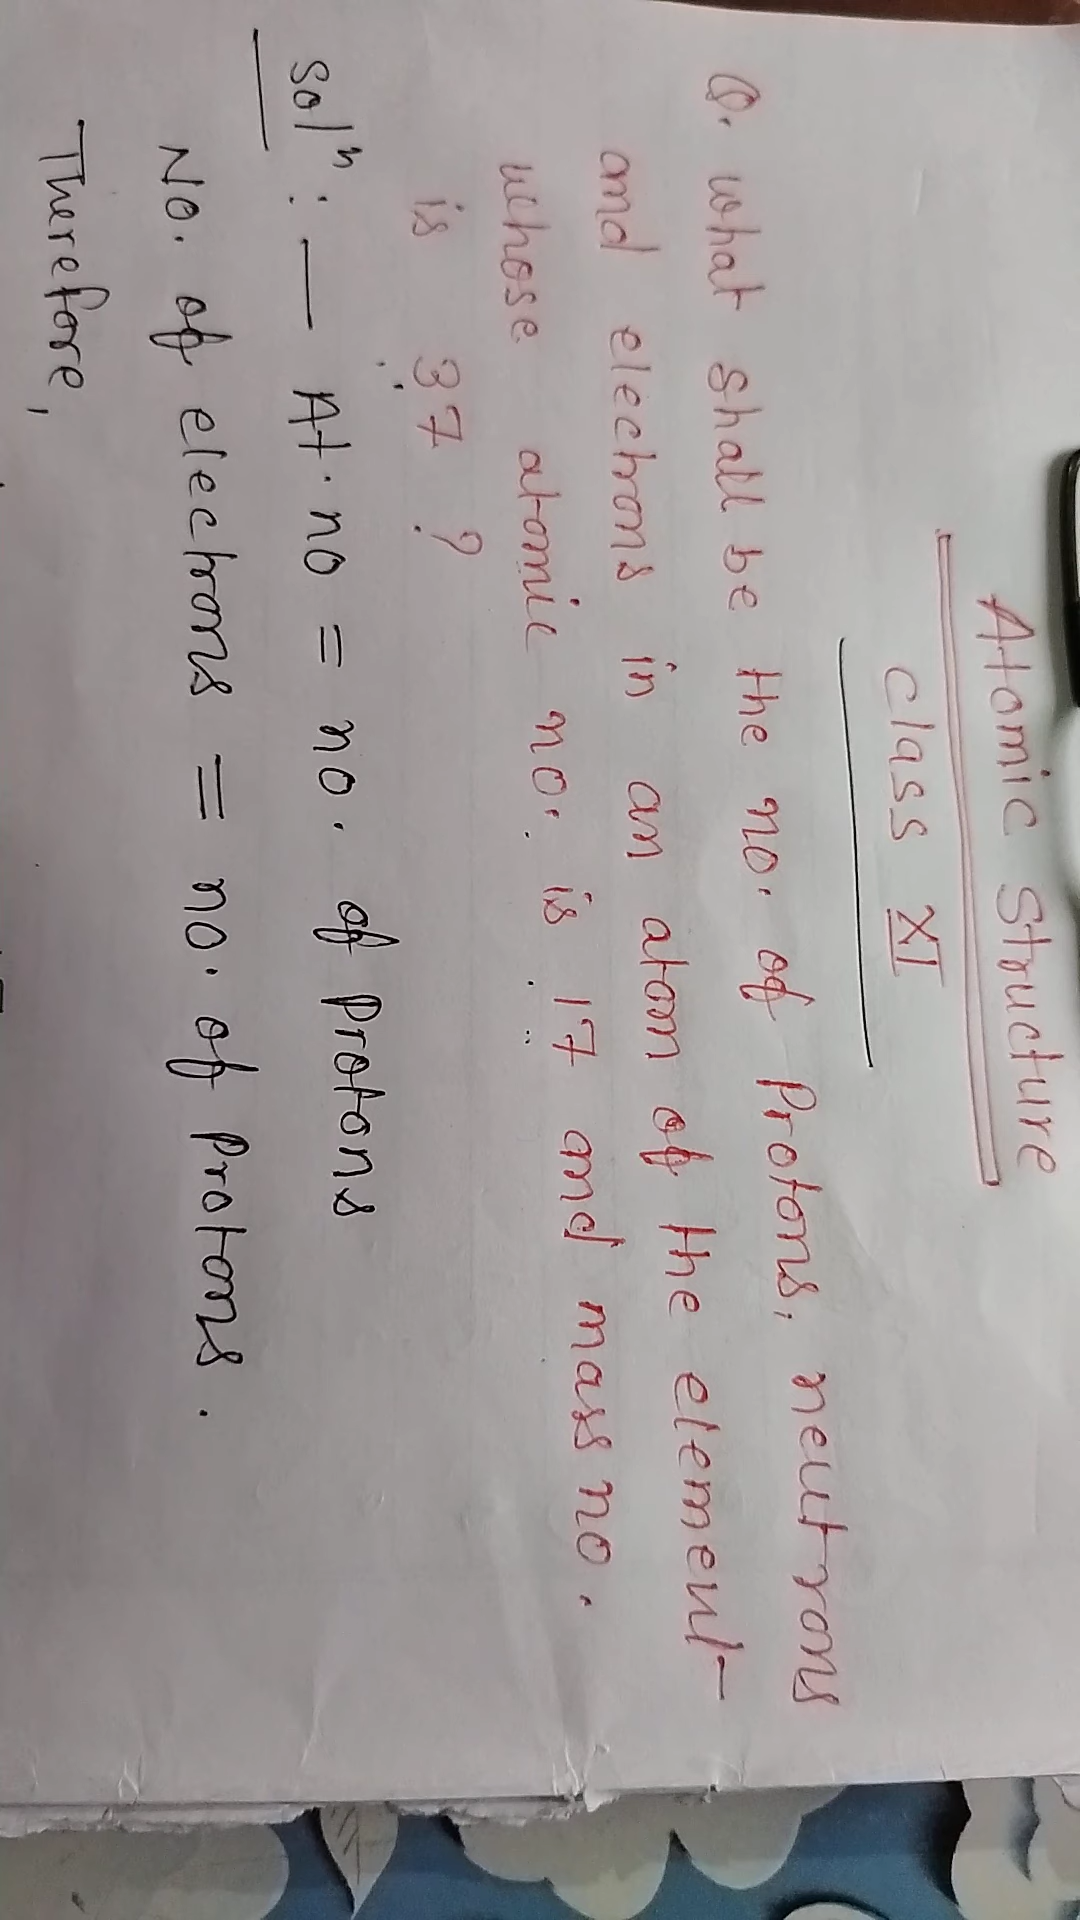 Atomic Structure
class XI
Q. what shall be the no. of Protons, neutrons
and electrons in an atom of the element
whose atomic no. is 17 and mass no.
is 37 ?
Solⁿ : — At. no = no. of Protons
No. of electrons = no. of Protons.
Therefore,